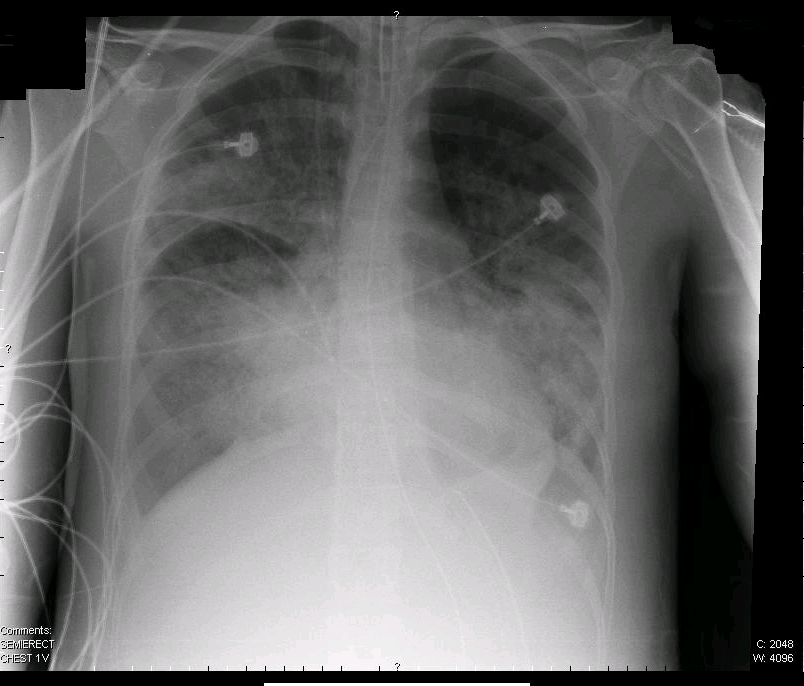 ?
?
Comments:
SEMIERECT
CHEST 1V
C: 2048
W: 4096
?